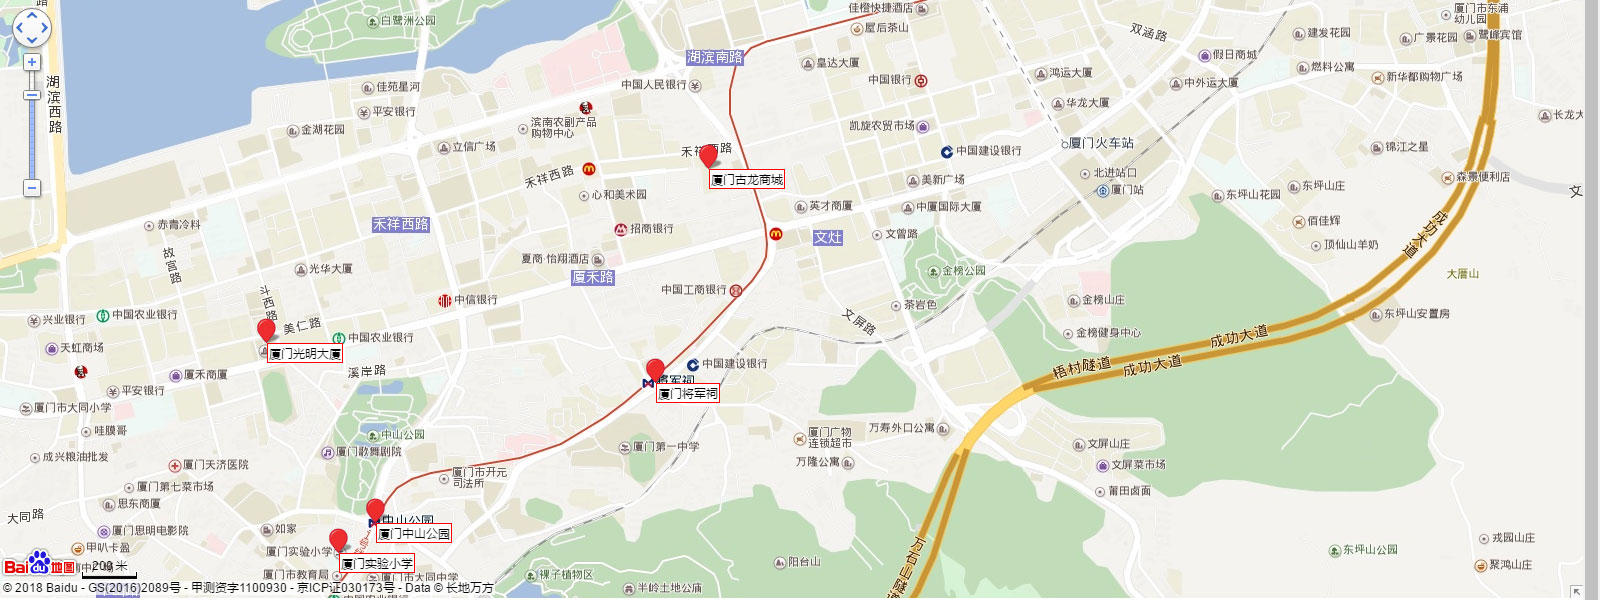 白鹭洲公园
佳橙快捷酒店
屋后茶山
厦门市东浦
幼儿园
鹭峰宾馆
湖滨南路
双涵路
建发花园
广景花园
假日商城
皇达大厦
鸿运大厦
中外运大厦
燃料公寓
新华都购物广场
中国人民银行
中国银行
湖滨西路
佳苑星河
平安银行
金湖花园
滨南农副产品
购物中心
立信广场
华龙大厦
长龙大
凯旋农贸市场
厦门火车站
中国建设银行
锦江之星
禾祥西路
厦门古龙商城
禾祥西路
心和美术园
美新广场
北进站口
厦门站
东坪山庄
东坪山花园
森景便利店
文
英才商厦
中厦国际大厦
佰佳辉
赤青冷料
禾祥西路
招商银行
文灶
文曾路
顶仙山羊奶
成功大道
故宫路
夏商·怡翔酒店
厦禾路
光华大厦
金榜公园
大厝山
斗西路
中信银行
中国工商银行
茶岩色
金榜山庄
兴业银行
中国农业银行
美仁路
中国农业银行
文屏路
金榜健身中心
东坪山安置房
成功大道
天虹商场
厦门光明大厦
中国建设银行
梧村隧道
成功大道
厦禾商厦
溪岸路
将军祠
厦门将军祠
平安银行
厦门市大同小学
哇膜哥
中山公园
厦门歌舞剧院
厦门第一中学
厦门广物
连锁超市
万寿外口公寓
文屏山庄
成兴粮油批发
厦门天济医院
厦门市开元
司法所
万隆公寓
文屏菜市场
厦门第七菜市场
思东商厦
莆田卤面
大同路
厦门思明电影院
如家
中山公园
厦门中山公园
甲叭卡盈
厦门实验小学
厦门实验小学
万石山隧
东坪山公园
戎园山庄
聚鸿山庄
阳台山
Bai du 地图
200 米
厦门市教育局
厦门市大同中学
裸子植物区
半岭土地公庙
© 2018 Baidu - GS(2016)2089号 - 甲测资字1100930 - 京ICP证030173号 - Data © 长地万方